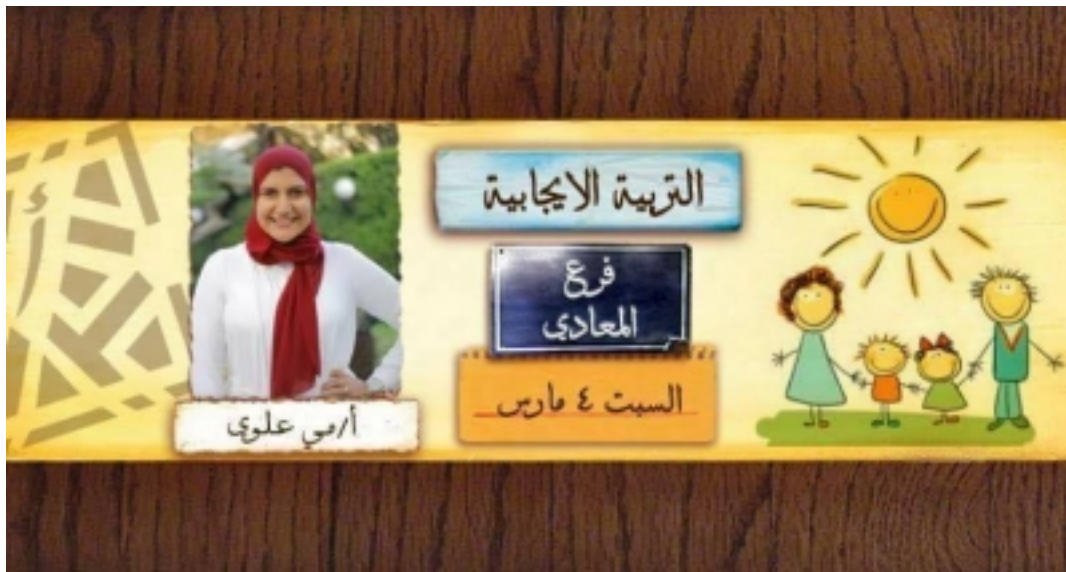 التربية الايجابية
فرع
المعادي
السبت ٤ مارس
أ/مي علوي